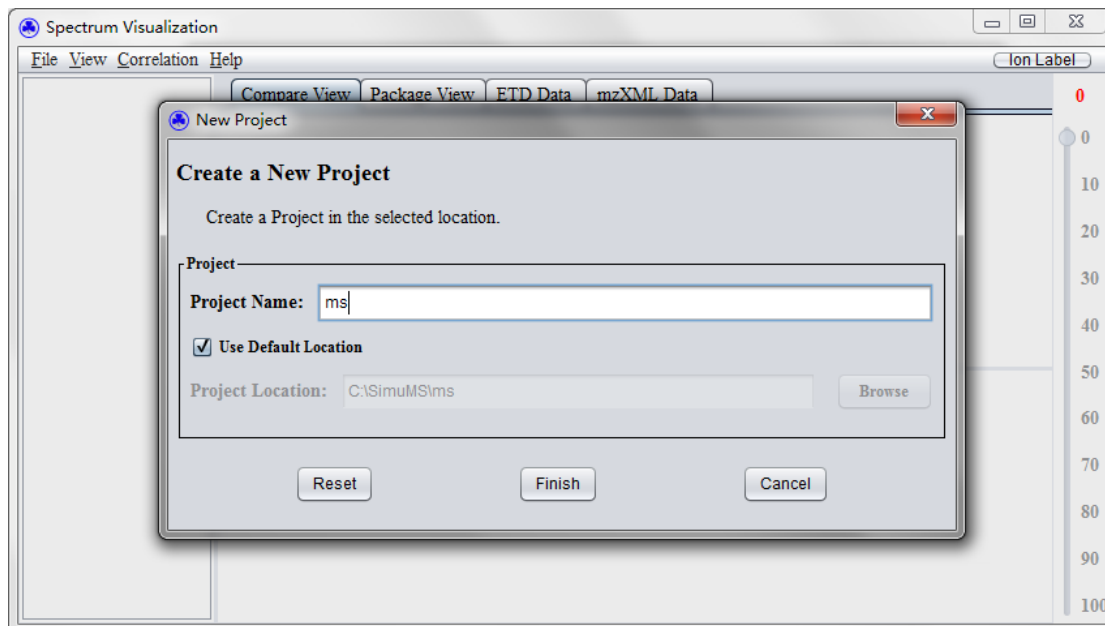 Spectrum Visualization
File View Correlation Help
Ion Label
Compare View Package View ETD Data mzXML Data
0
New Project
Create a New Project
Create a Project in the selected location.
Project
Project Name: ms
Use Default Location
Project Location: C:\SimuMS\ms Browse
Reset Finish Cancel
0
10
20
30
40
50
60
70
80
90
100